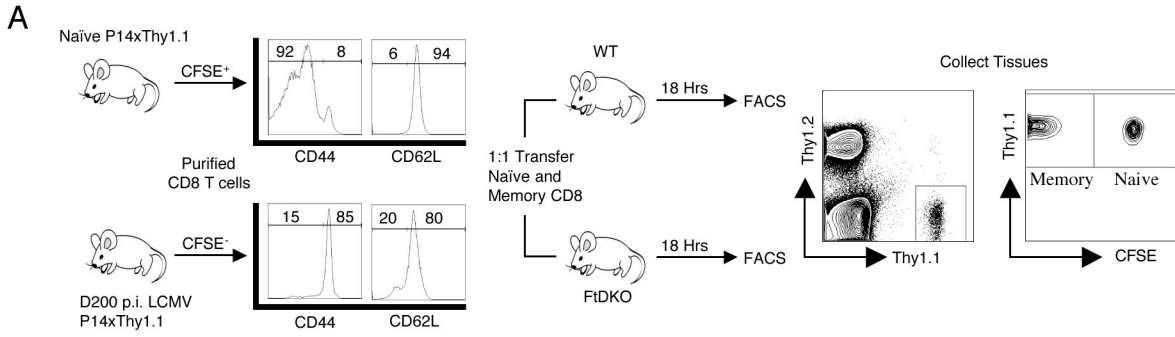 A
Naïve P14xThy1.1
CFSE+
92 8
6 94
CD44
CD62L
Purified
CD8 T cells
CFSE-
15 85
20 80
CD44
CD62L
D200 p.i. LCMV
P14xThy1.1
1:1 Transfer
Naïve and
Memory CD8
WT
18 Hrs
FACS
FtDKO
18 Hrs
FACS
Collect Tissues
Thy1.2
Thy1.1
Thy1.1
Memory
Naive
CFSE